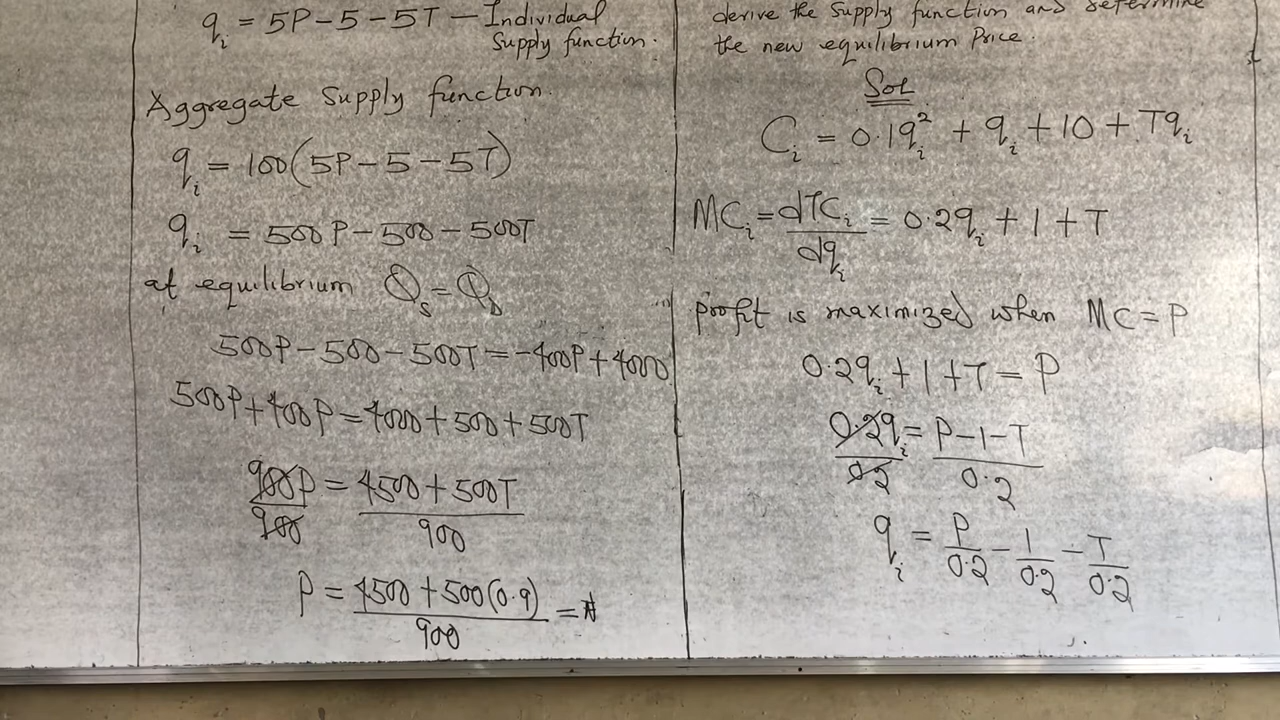 qᵢ = 5P - 5 - 5T — Individual
Supply function.
Aggregate Supply function.
qᵢ = 100(5P - 5 - 5T)
qᵢ = 500P - 500 - 500T
at equilibrium Qs = QD
500P - 500 - 500T = -400P + 4000
500P + 400P = 4000 + 500 + 500T
900P/900 = (4500 + 500T)/900
P = (4500 + 500(0.9))/900 = ₦
derive the supply function and determine
the new equilibrium Price.
Sol
Cᵢ = 0.1qᵢ² + qᵢ + 10 + Tqᵢ
MCᵢ = dTCᵢ/dqᵢ = 0.2qᵢ + 1 + T
profit is maximized when MC = P
0.2qᵢ + 1 + T = P
0.2qᵢ/0.2 = (P - 1 - T)/0.2
qᵢ = P/0.2 - 1/0.2 - T/0.2